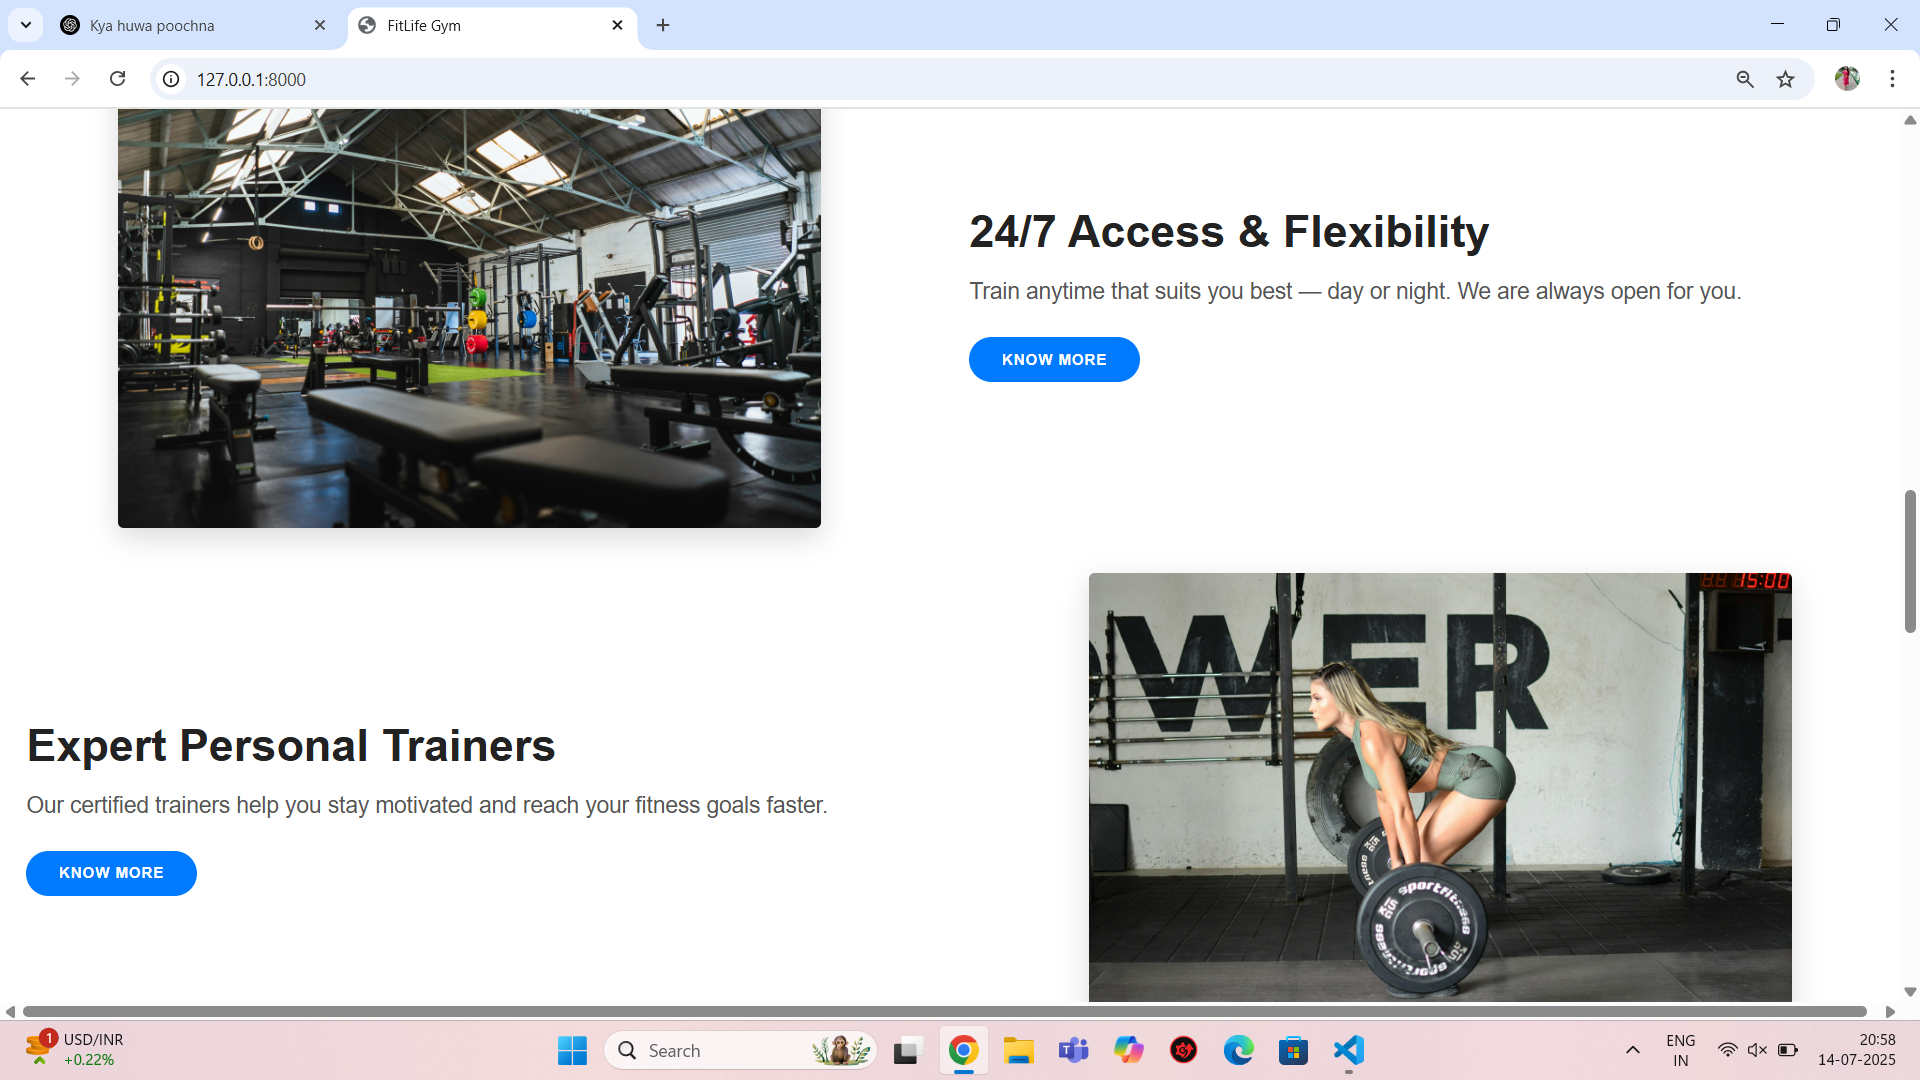 Kya huwa poochna
FitLife Gym
127.0.0.1:8000
24/7 Access & Flexibility
Train anytime that suits you best — day or night. We are always open for you.
KNOW MORE
15:00
OWER
Expert Personal Trainers
Our certified trainers help you stay motivated and reach your fitness goals faster.
KNOW MORE
sportfitness
1
USD/INR
+0.22%
Search
ENG
IN
20:58
14-07-2025